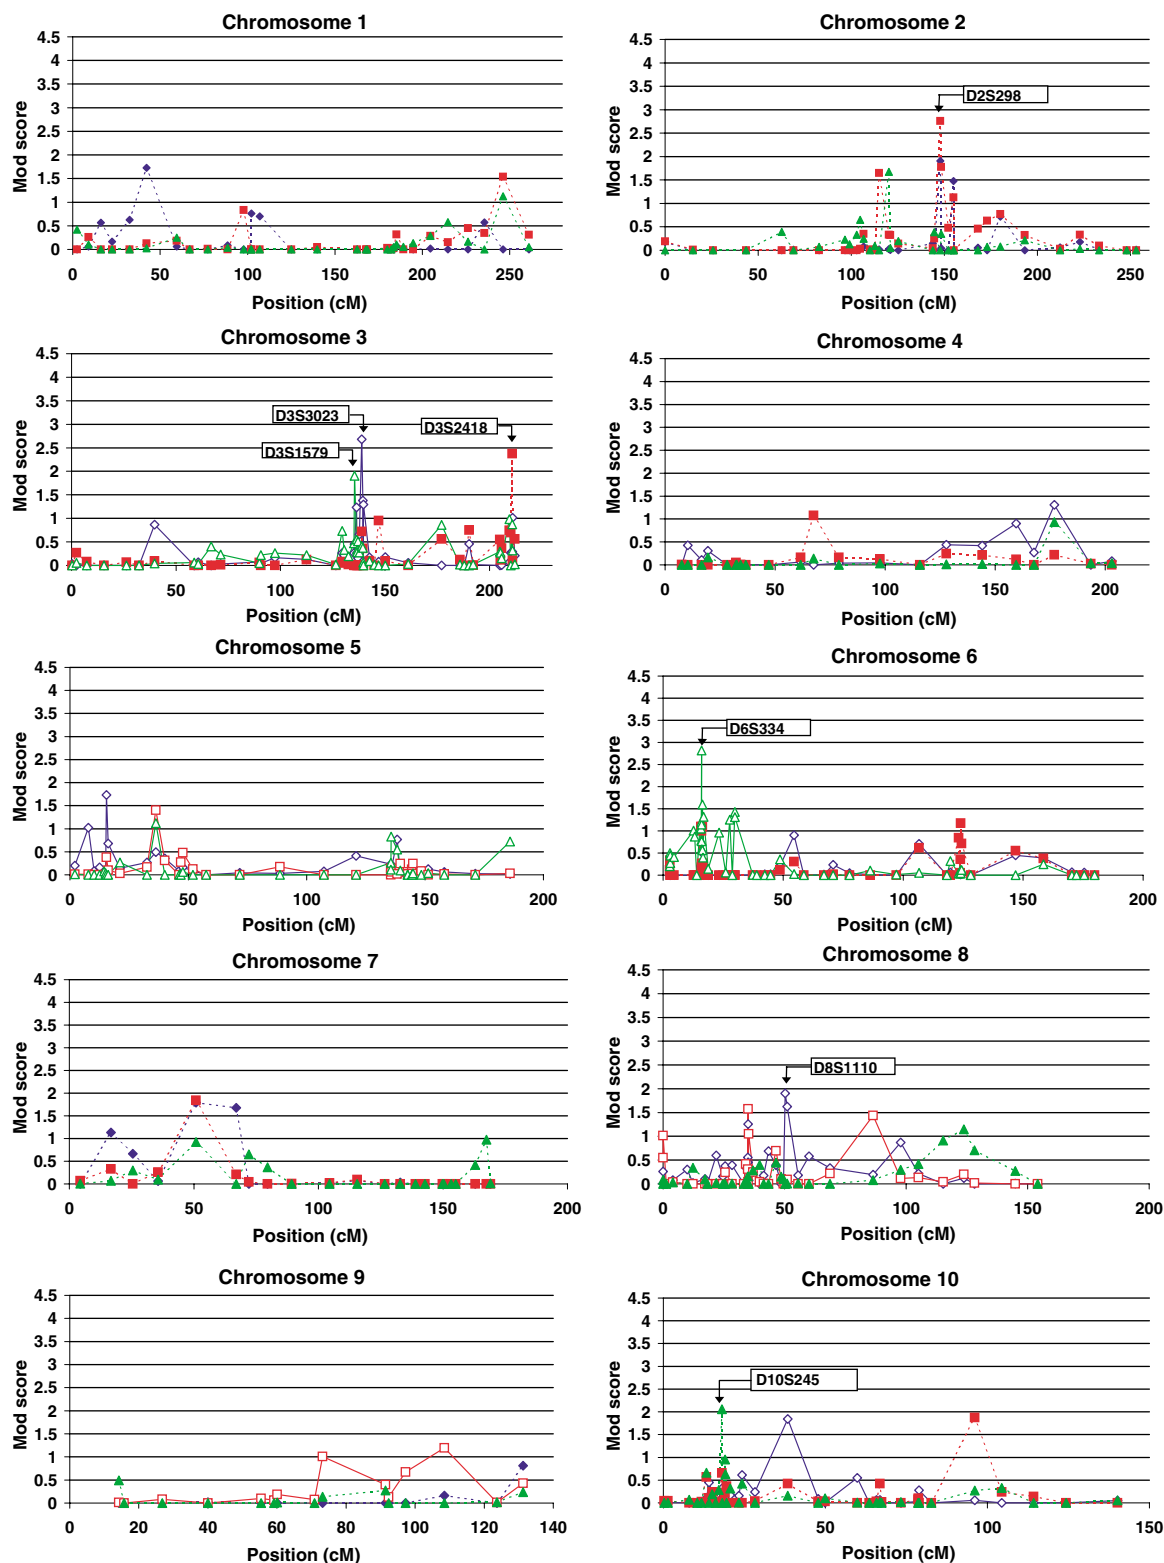 Chromosome 1
4.5
4
3.5
3
2.5
2
1.5
1
0.5
0
Mod score
0 50 100 150 200 250
Position (cM)
Chromosome 2
4.5
4
3.5
3
2.5
2
1.5
1
0.5
0
Mod score
D2S298
0 50 100 150 200 250
Position (cM)
Chromosome 3
4.5
4
3.5
3
2.5
2
1.5
1
0.5
0
Mod score
D3S3023
D3S2418
D3S1579
0 50 100 150 200
Position (cM)
Chromosome 4
4.5
4
3.5
3
2.5
2
1.5
1
0.5
0
Mod score
0 50 100 150 200
Position (cM)
Chromosome 5
4.5
4
3.5
3
2.5
2
1.5
1
0.5
0
Mod score
0 50 100 150 200
Position (cM)
Chromosome 6
4.5
4
3.5
3
2.5
2
1.5
1
0.5
0
Mod score
D6S334
0 50 100 150 200
Position (cM)
Chromosome 7
4.5
4
3.5
3
2.5
2
1.5
1
0.5
0
Mod score
0 50 100 150 200
Position (cM)
Chromosome 8
4.5
4
3.5
3
2.5
2
1.5
1
0.5
0
Mod score
D8S1110
0 50 100 150 200
Position (cM)
Chromosome 9
4.5
4
3.5
3
2.5
2
1.5
1
0.5
0
Mod score
0 20 40 60 80 100 120 140
Position (cM)
Chromosome 10
4.5
4
3.5
3
2.5
2
1.5
1
0.5
0
Mod score
D10S245
0 50 100 150
Position (cM)